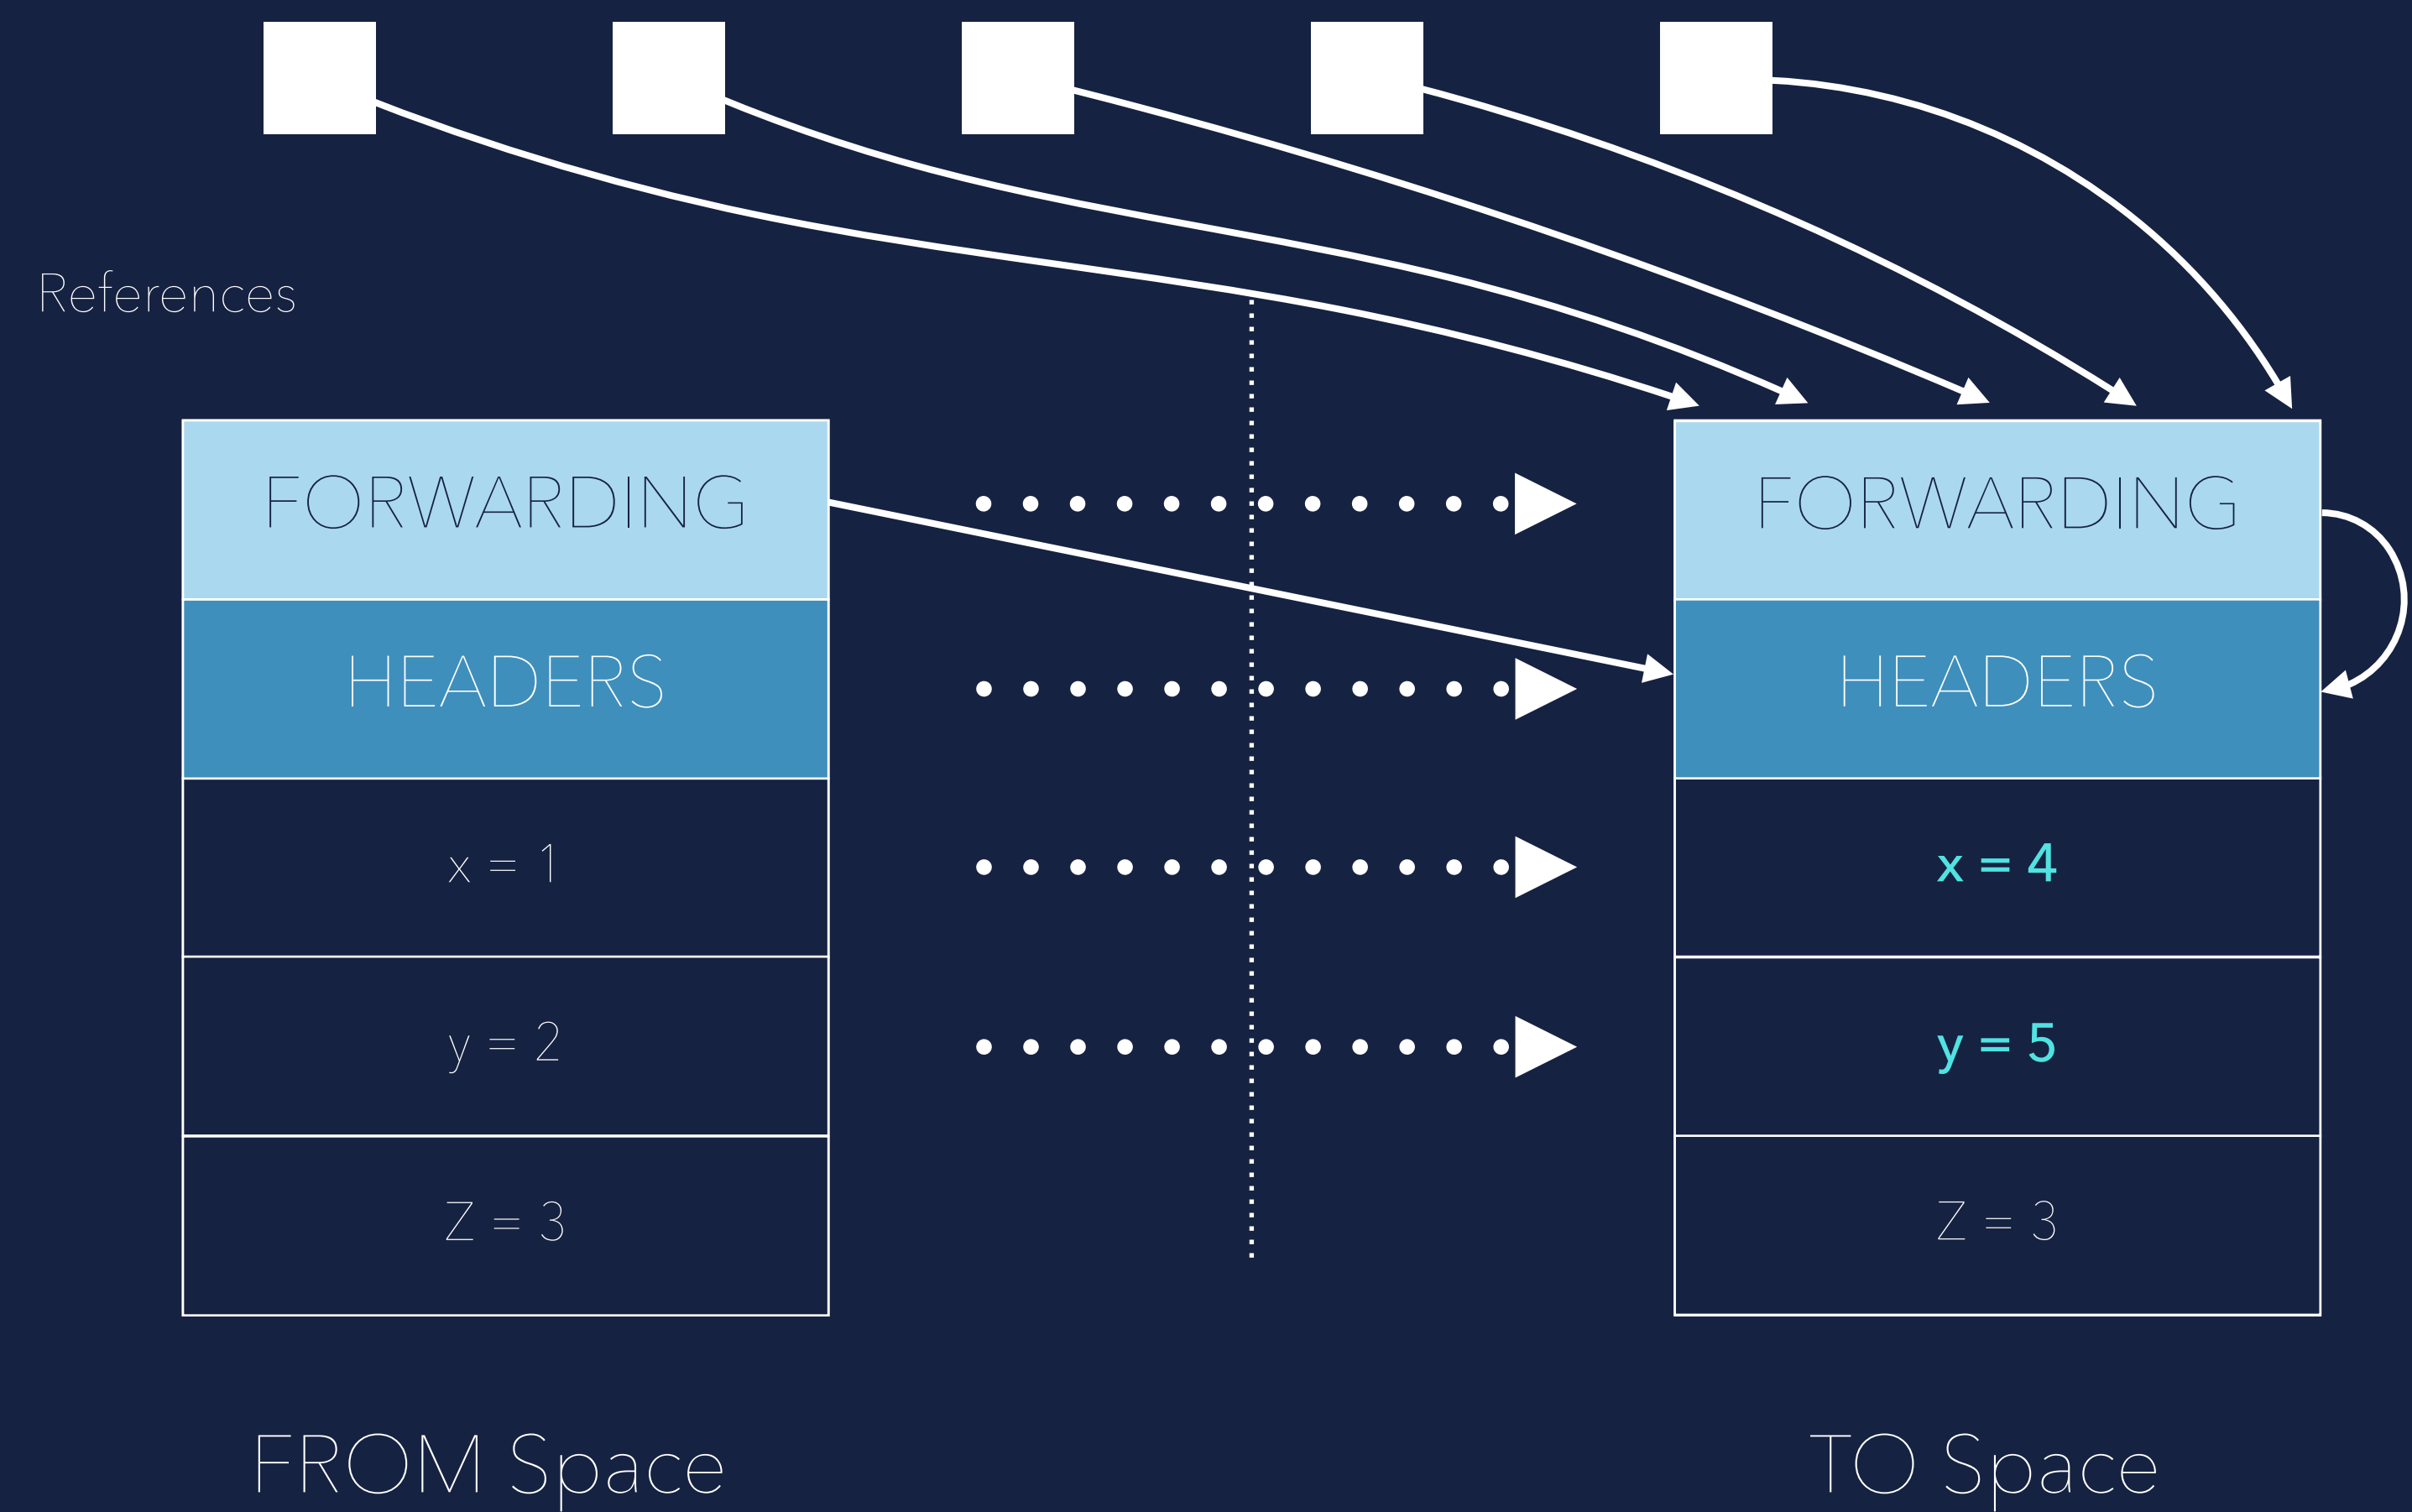 References
FORWARDING
HEADERS
x = 1
y = 2
Z = 3
FROM Space
FORWARDING
HEADERS
x = 4
y = 5
Z = 3
TO Space